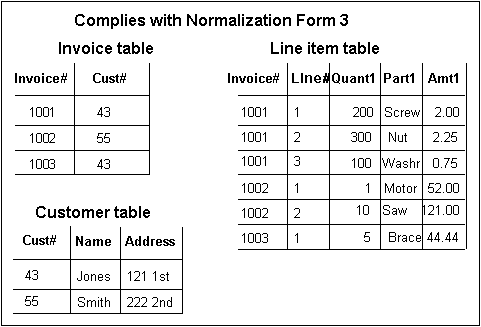 Complies with Normalization Form 3
Invoice table
Invoice# Cust#
1001 43
1002 55
1003 43
Line item table
Invoice# Line# Quant1 Part1 Amt1
1001 1 200 Screw 2.00
1001 2 300 Nut 2.25
1001 3 100 Washr 0.75
1002 1 1 Motor 52.00
1002 2 10 Saw 121.00
1003 1 5 Brace 44.44
Customer table
Cust# Name Address
43 Jones 121 1st
55 Smith 222 2nd